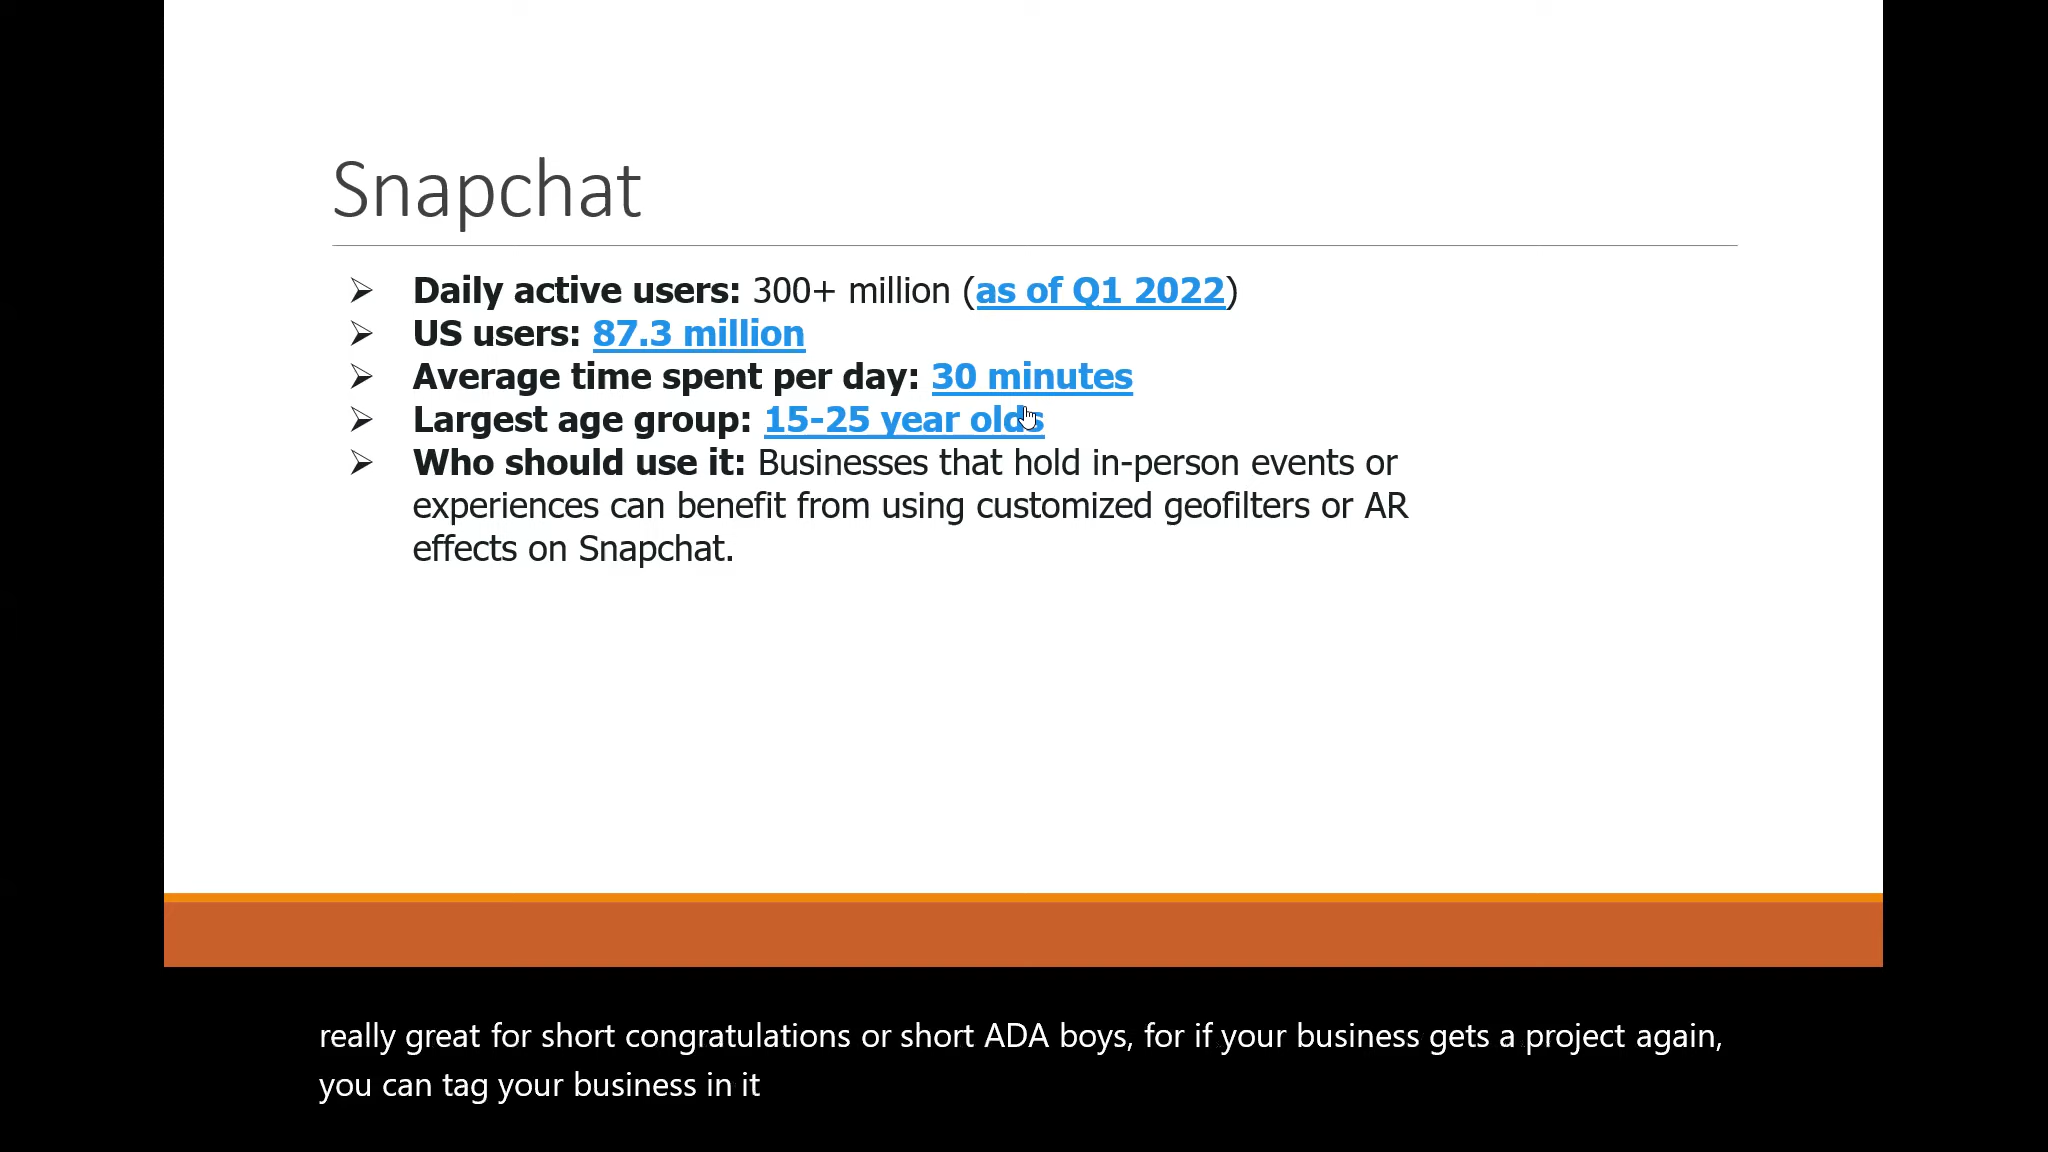 Snapchat
Daily active users: 300+ million (as of Q1 2022)
US users: 87.3 million
Average time spent per day: 30 minutes
Largest age group: 15-25 year olds
Who should use it: Businesses that hold in-person events or
experiences can benefit from using customized geofilters or AR
effects on Snapchat.
really great for short congratulations or short ADA boys, for if your business gets a project again,
you can tag your business in it